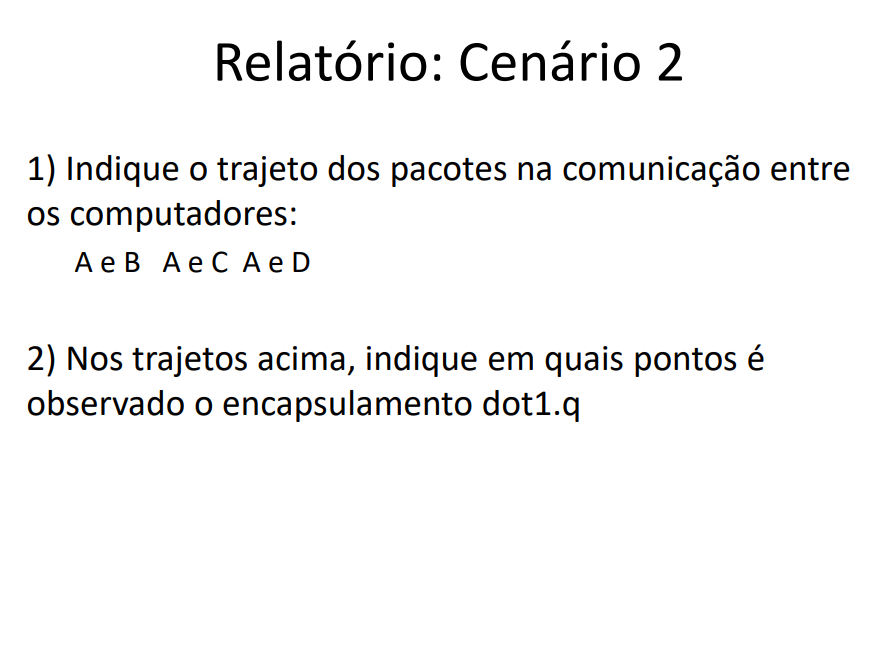 Relatório: Cenário 2
1) Indique o trajeto dos pacotes na comunicação entre
os computadores:
A e B A e C A e D
2) Nos trajetos acima, indique em quais pontos é
observado o encapsulamento dot1.q